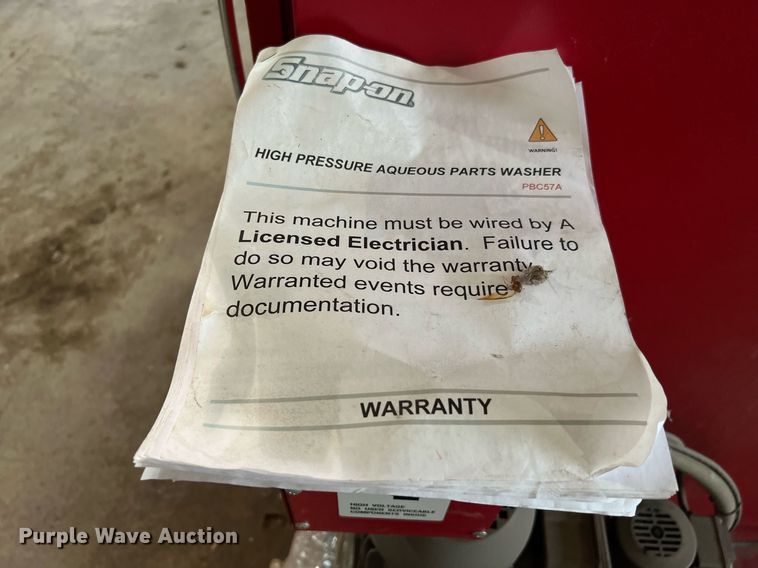 Snap-on
WARNING!
HIGH PRESSURE AQUEOUS PARTS WASHER
PBC57A
This machine must be wired by A
Licensed Electrician. Failure to
do so may void the warranty.
Warranted events require
documentation.
WARRANTY
HIGH VOLTAGE
NO USER SERVICEABLE
COMPONENTS INSIDE
Purple Wave Auction